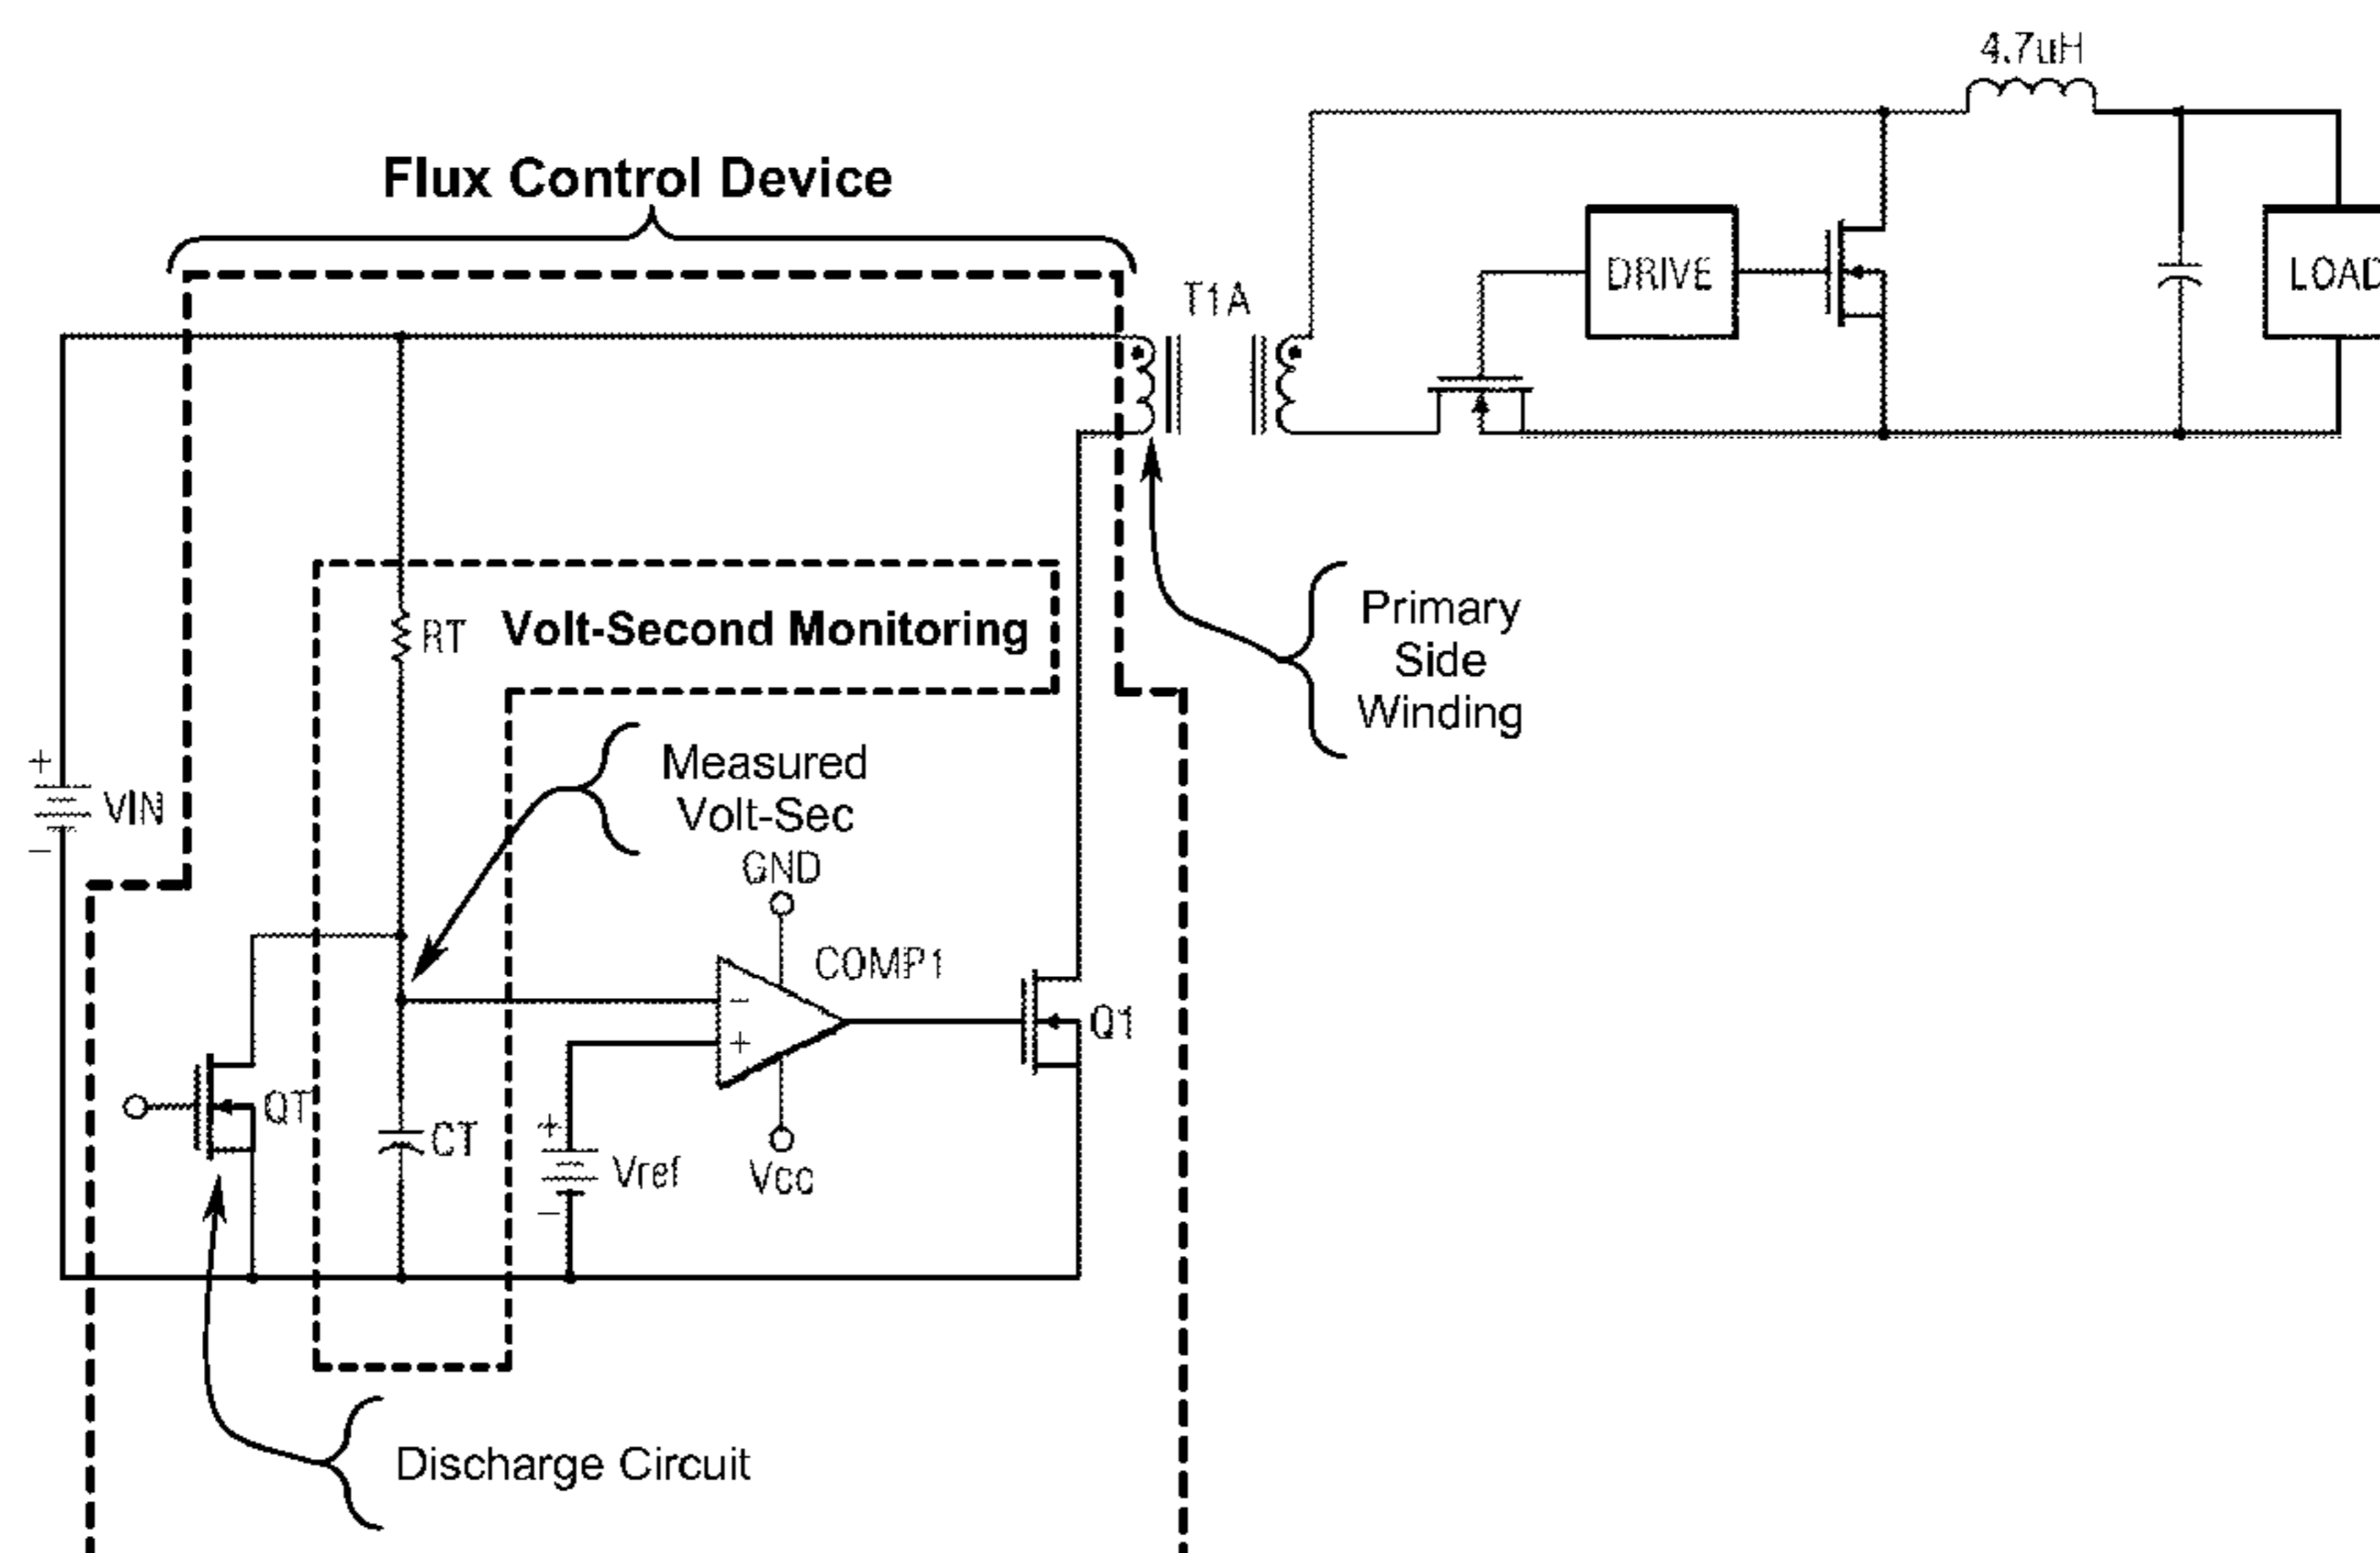 4.7uH
Flux Control Device
T1A
DRIVE
LOAD
RT
Volt-Second Monitoring
Primary
Side
Winding
Measured
Volt-Sec
+
VIN
−
GND
COMP1
−
+
Q1
QT
CT
+
Vref
−
Vcc
Discharge Circuit